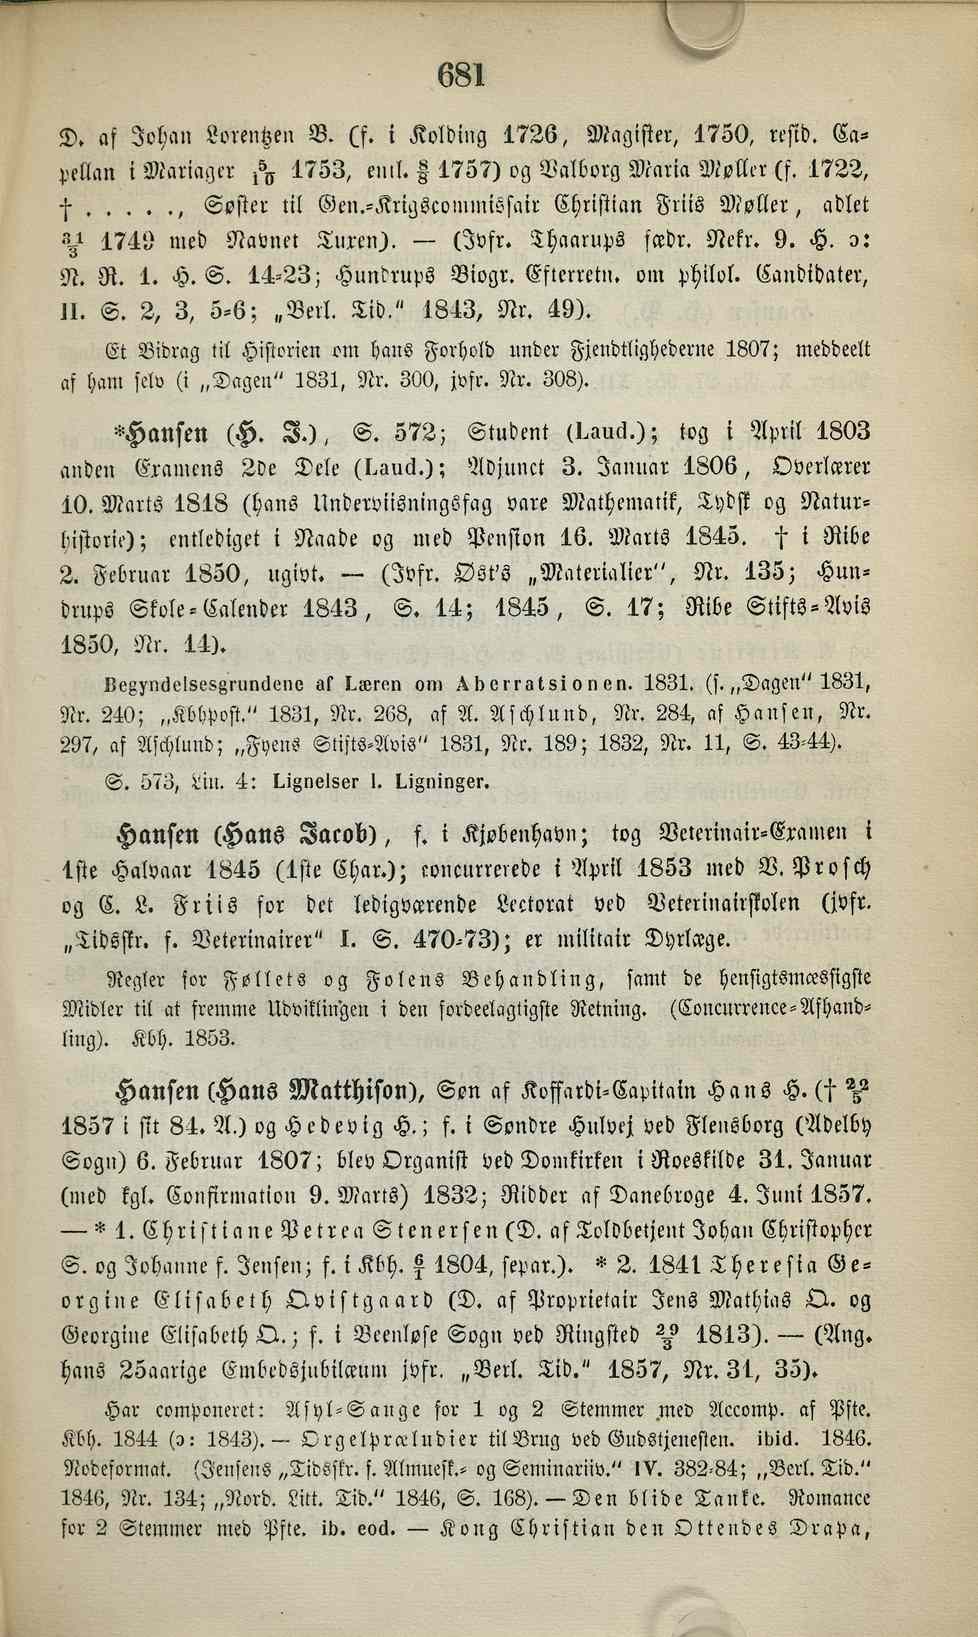 681
D. af Johan Lorentzen B. (f. i Kolding 1726, Magister, 1750, resid. Ca-
pellan i Mariager 5/10 1753, eml. 8/8 1757) og Valborg Maria Møller (f. 1722,
† . . . . ., Søster til Gen.-Krigscommissair Christian Friis Møller, adlet
31/3 1749 med Navnet Tuxen). — (Jvfr. Thaarups fædr. Nekr. 9. H. ɔ:
N. R. 1. H. S. 14-23; Hundrups Biogr. Efterretn. om philol. Candidater,
II. S. 2, 3, 5-6; „Berl. Tid." 1843, Nr. 49).
Et Bidrag til Historien om hans Forhold under Fjendtlighederne 1807; meddeelt
af ham selv (i „Dagen" 1831, Nr. 300, jvfr. Nr. 308).
*Hansen (H. J.), S. 572; Student (Laud.); tog i April 1803
anden Examens 2de Dele (Laud.); Adjunct 3. Januar 1806, Overlærer
10. Marts 1818 (hans Underviisningsfag vare Mathematik, Tydsk og Natur-
historie); entlediget i Naade og med Pension 16. Marts 1845. † i Ribe
2. Februar 1850, ugivt. — (Jvfr. Øst's „Materialier", Nr. 135; Hun-
drups Skole-Calender 1843, S. 14; 1845, S. 17; Ribe Stifts-Avis
1850, Nr. 14).
Begyndelsesgrundene af Læren om Aberratsionen. 1831. (s. „Dagen" 1831,
Nr. 240; „Kbhpost." 1831, Nr. 268, af A. Aschlund, Nr. 284, af Hansen, Nr.
297, af Aschlund; „Fyens Stifts-Avis" 1831, Nr. 189; 1832, Nr. 11, S. 43-44).
S. 573, Lin. 4: Lignelser l. Ligninger.
Hansen (Hans Jacob), f. i Kjøbenhavn; tog Veterinair-Examen i
1ste Halvaar 1845 (1ste Char.); concurrerede i April 1853 med V. Prosch
og C. L. Friis for det ledigværende Lectorat ved Veterinairskolen (jvfr.
„Tidsskr. f. Veterinairer" I. S. 470-73); er militair Dyrlæge.
Regler for Føllets og Folens Behandling, samt de hensigtsmæssigste
Midler til at fremme Udviklingen i den fordeelagtigste Retning. (Concurrence-Afhand-
ling). Kbh. 1853.
Hansen (Hans Matthison), Søn af Koffardi-Capitain Hans H. († 22/5
1857 i sit 84. A.) og Hedevig H.; f. i Søndre Hulvej ved Flensborg (Adelby
Sogn) 6. Februar 1807; blev Organist ved Domkirken i Roeskilde 31. Januar
(med kgl. Confirmation 9. Marts) 1832; Ridder af Danebroge 4. Juni 1857.
— * 1. Christiane Petrea Stenersen (D. af Toldbetjent Johan Christopher
S. og Johanne f. Jensen; f. i Kbh. 6/1 1804, separ.). * 2. 1841 Theresia Ge-
orgine Elisabeth Qvistgaard (D. af Proprietair Jens Mathias Q. og
Georgine Elisabeth Q.; f. i Veenløse Sogn ved Ringsted 29/3 1813). — (Ang.
hans 25aarige Embedsjubilæum jvfr. „Berl. Tid." 1857, Nr. 31, 35).
Har componeret: Asyl-Sange for 1 og 2 Stemmer med Accomp. af Pfte.
Kbh. 1844 (ɔ: 1843). — Orgelpræludier til Brug ved Gudstjenesten. ibid. 1846.
Nodeformat. (Jensens „Tidsskr. f. Almuesk.- og Seminariiv." IV. 382-84; „Berl. Tid."
1846, Nr. 134; „Nord. Litt. Tid." 1846, S. 168). — Den blide Tanke. Romance
for 2 Stemmer med Pfte. ib. eod. — Kong Christian den Ottendes Drapa,